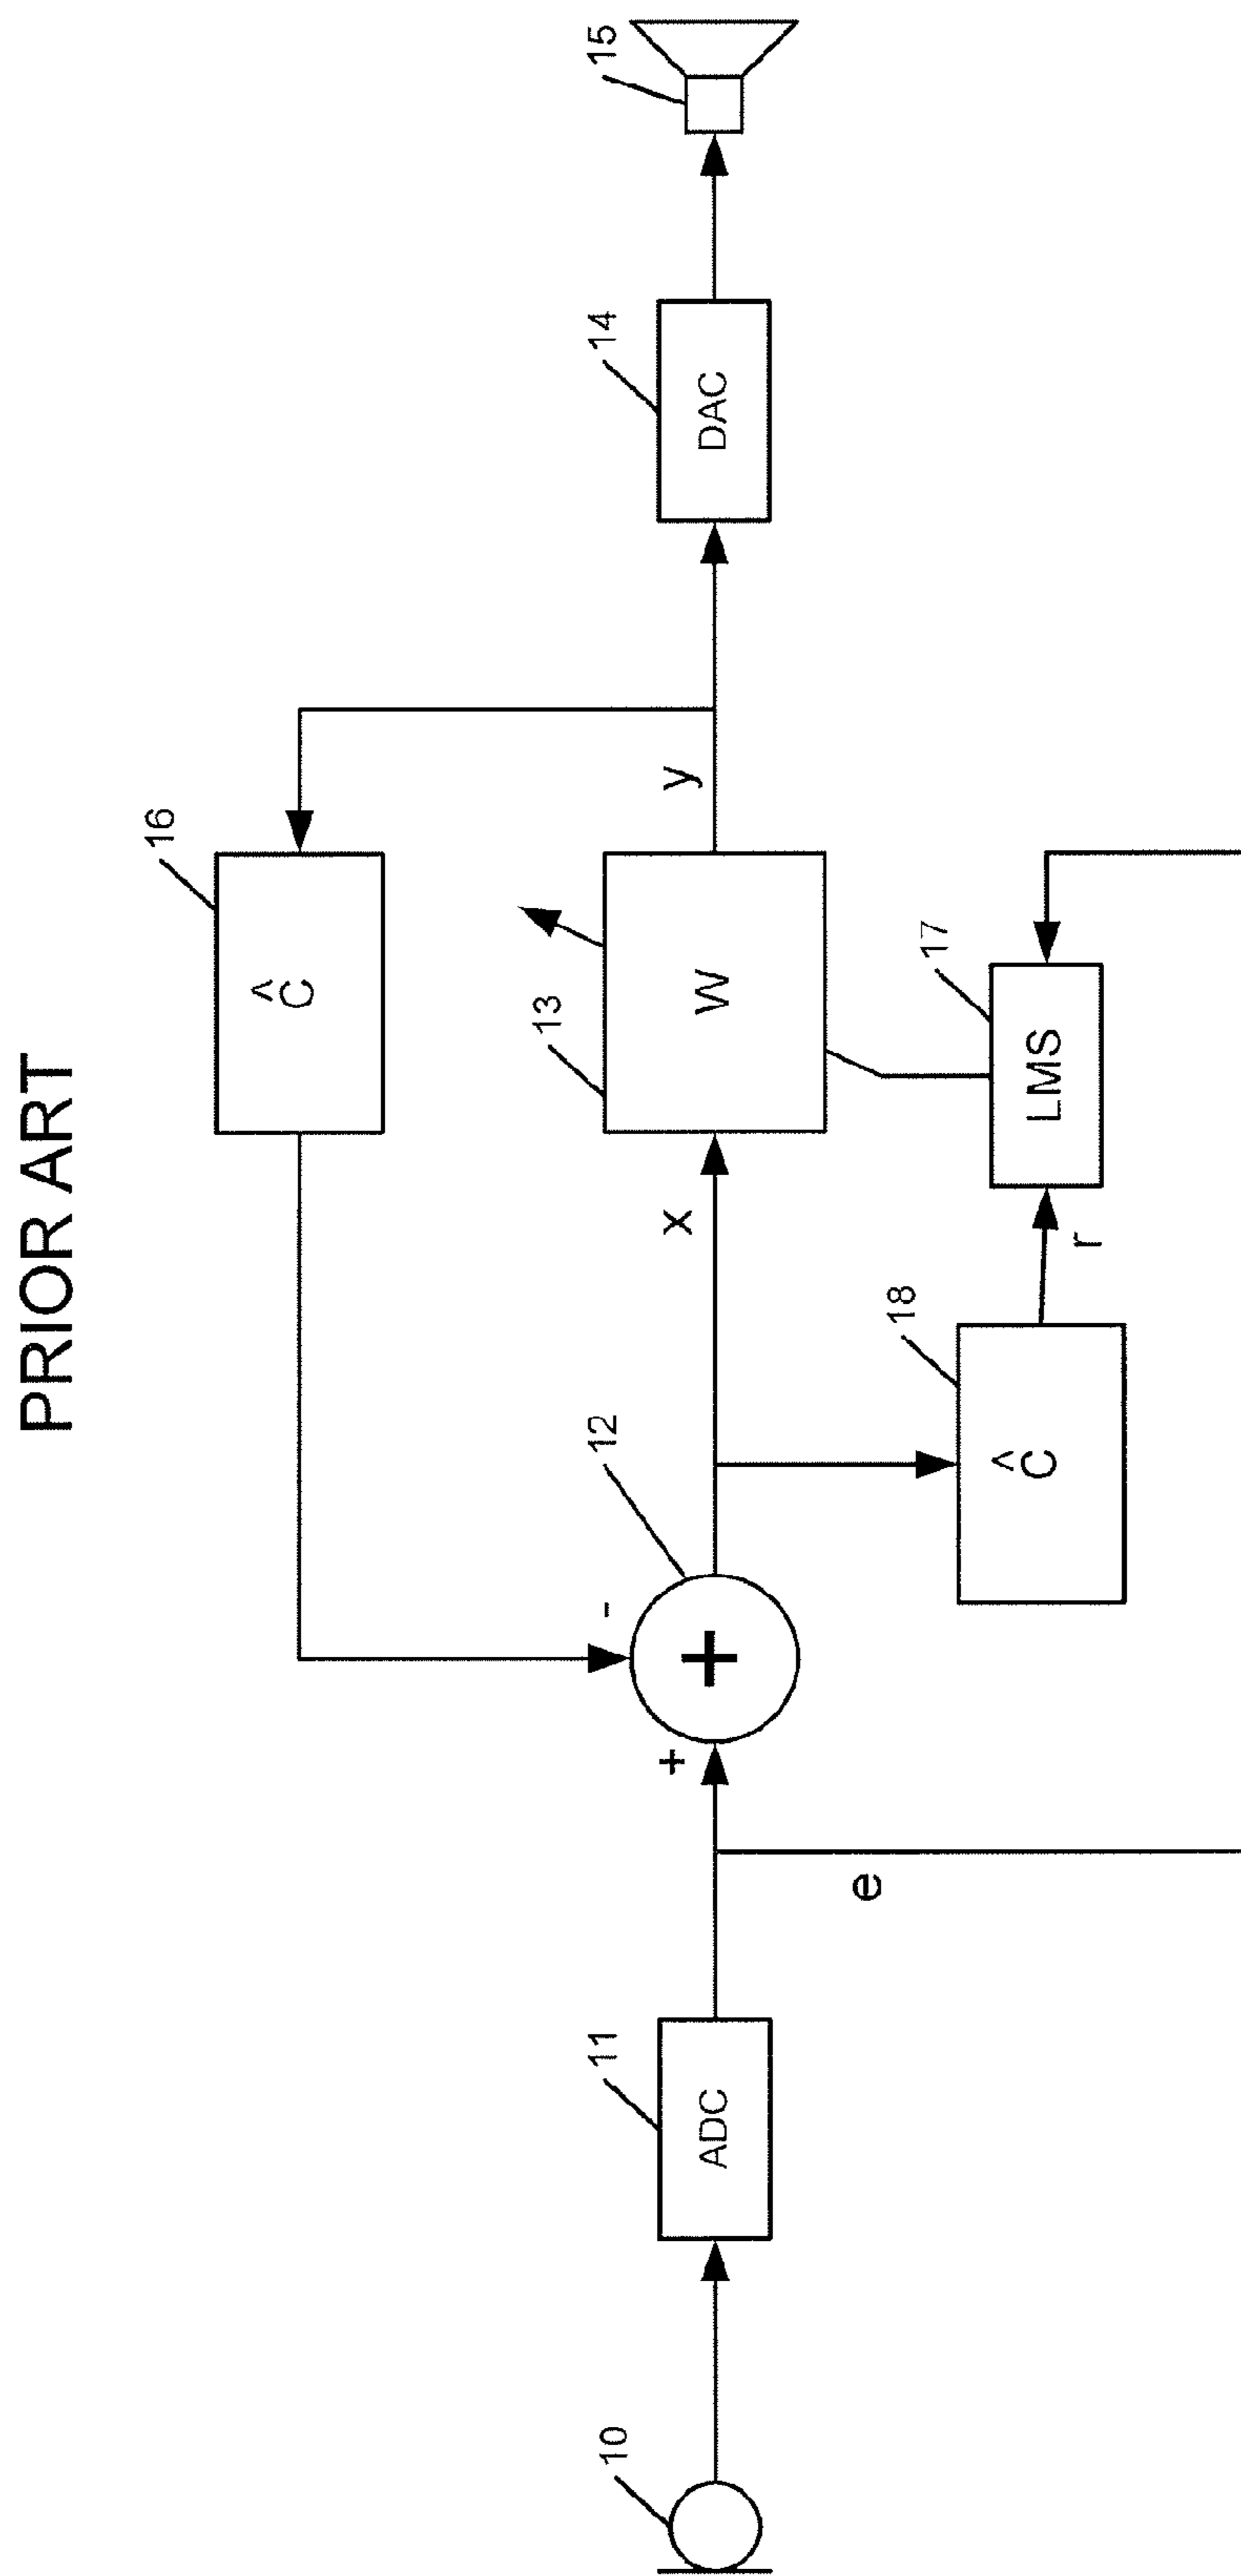 PRIOR ART
16
Ĉ
10
11
ADC
+
-
12
+
x
13
W
y
14
DAC
15
e
18
Ĉ
r
17
LMS